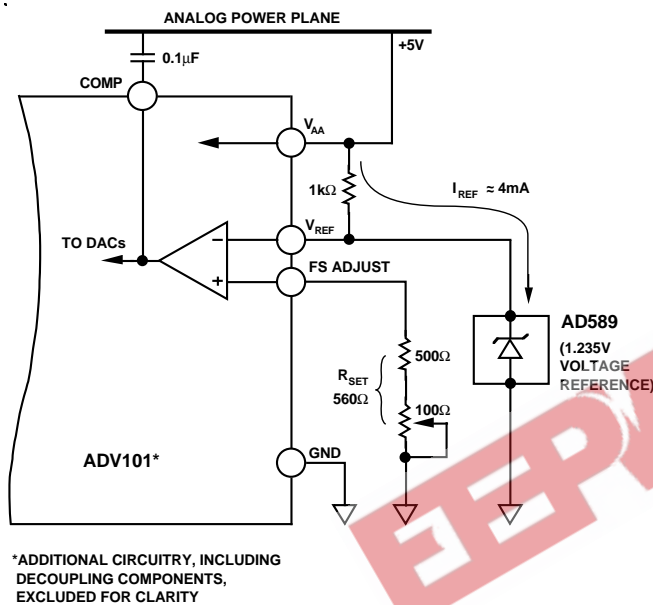 ANALOG POWER PLANE
+5V
0.1µF
COMP
VAA
1kΩ
IREF ≈ 4mA
VREF
TO DACs
−
+
FS ADJUST
AD589
(1.235V
VOLTAGE
REFERENCE)
500Ω
RSET
560Ω
100Ω
GND
ADV101*
*ADDITIONAL CIRCUITRY, INCLUDING
DECOUPLING COMPONENTS,
EXCLUDED FOR CLARITY